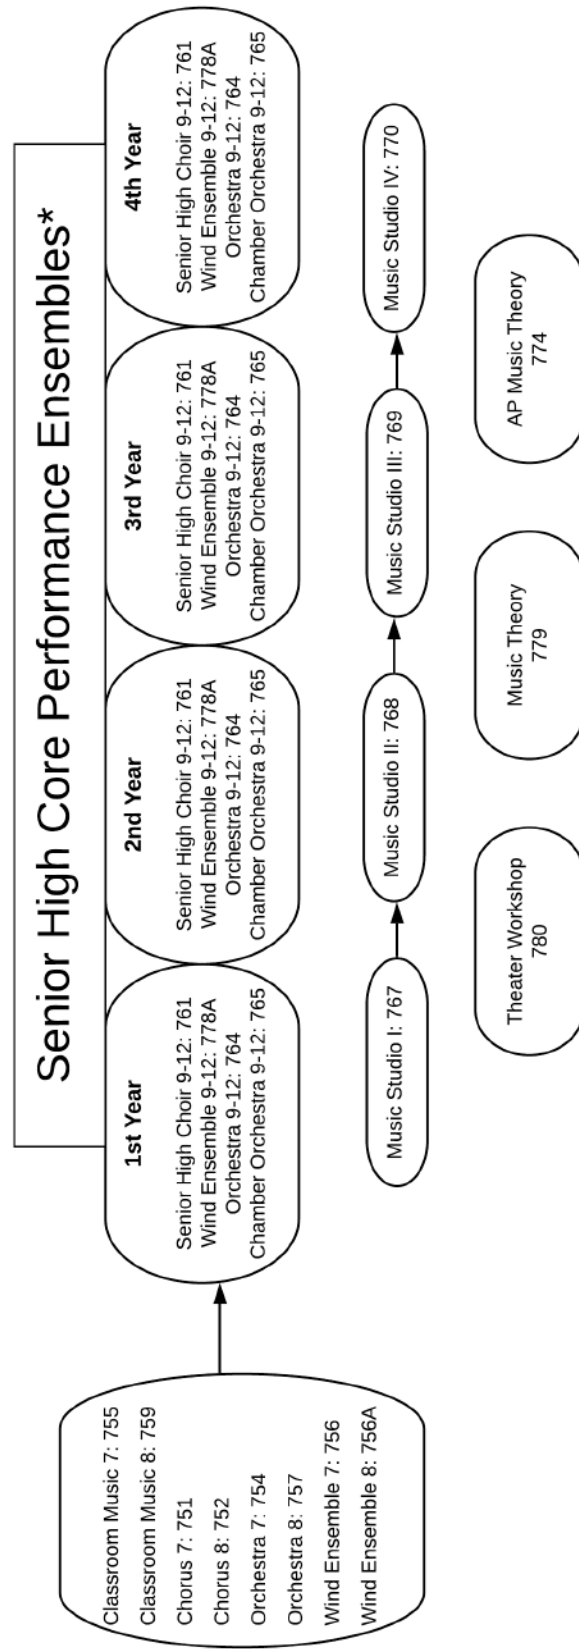 Senior High Core Performance Ensembles*
Classroom Music 7: 755
Classroom Music 8: 759
Chorus 7: 751
Chorus 8: 752
Orchestra 7: 754
Orchestra 8: 757
Wind Ensemble 7: 756
Wind Ensemble 8: 756A
1st Year
Senior High Choir 9-12: 761
Wind Ensemble 9-12: 778A
Orchestra 9-12: 764
Chamber Orchestra 9-12: 765
2nd Year
Senior High Choir 9-12: 761
Wind Ensemble 9-12: 778A
Orchestra 9-12: 764
Chamber Orchestra 9-12: 765
3rd Year
Senior High Choir 9-12: 761
Wind Ensemble 9-12: 778A
Orchestra 9-12: 764
Chamber Orchestra 9-12: 765
4th Year
Senior High Choir 9-12: 761
Wind Ensemble 9-12: 778A
Orchestra 9-12: 764
Chamber Orchestra 9-12: 765
Music Studio I: 767
Music Studio II: 768
Music Studio III: 769
Music Studio IV: 770
Theater Workshop
780
Music Theory
779
AP Music Theory
774